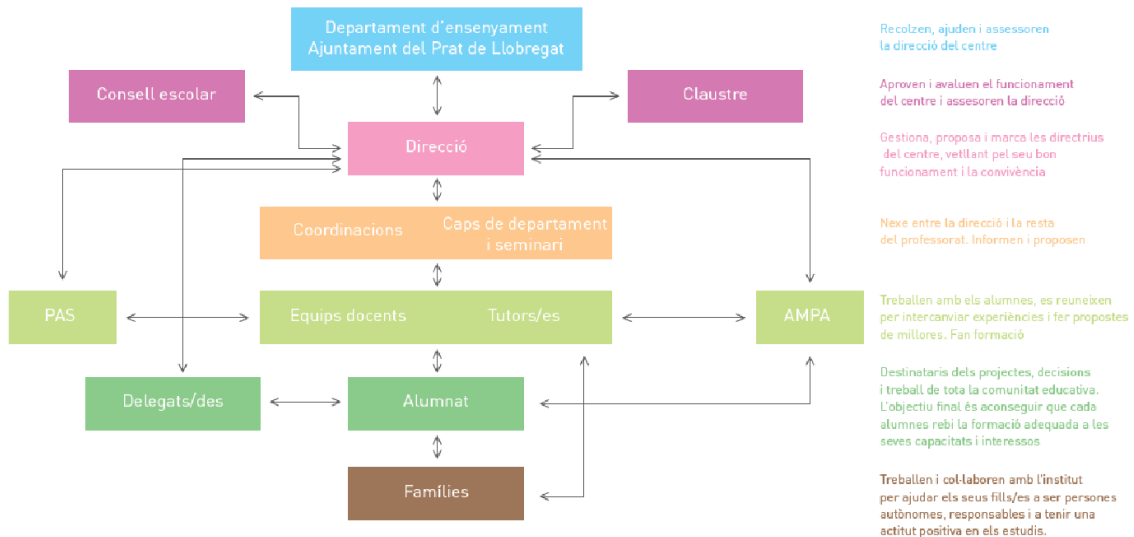 Departament d'ensenyament
Ajuntament del Prat de Llobregat
Recolzen, ajuden i assessoren
la direcció del centre
Consell escolar
Claustre
Aproven i avaluen el funcionament
del centre i assesoren la direcció
Direcció
Gestiona, proposa i marca les directrius
del centre, vetllant pel seu bon
funcionament i la convivència
Coordinacions
Caps de departament
i seminari
Nexe entre la direcció i la resta
del professorat. Informen i proposen
PAS
Equips docents
Tutors/es
AMPA
Treballen amb els alumnes, es reuneixen
per intercanviar experiències i fer propostes
de millores. Fan formació
Delegats/des
Alumnat
Destinataris dels projectes, decisions
i treball de tota la comunitat educativa.
L'objectiu final és aconseguir que cada
alumnes rebi la formació adequada a les
seves capacitats i interessos
Famílies
Treballen i col·laboren amb l'institut
per ajudar els seus fills/es a ser persones
autònomes, responsables i a tenir una
actitut positiva en els estudis.